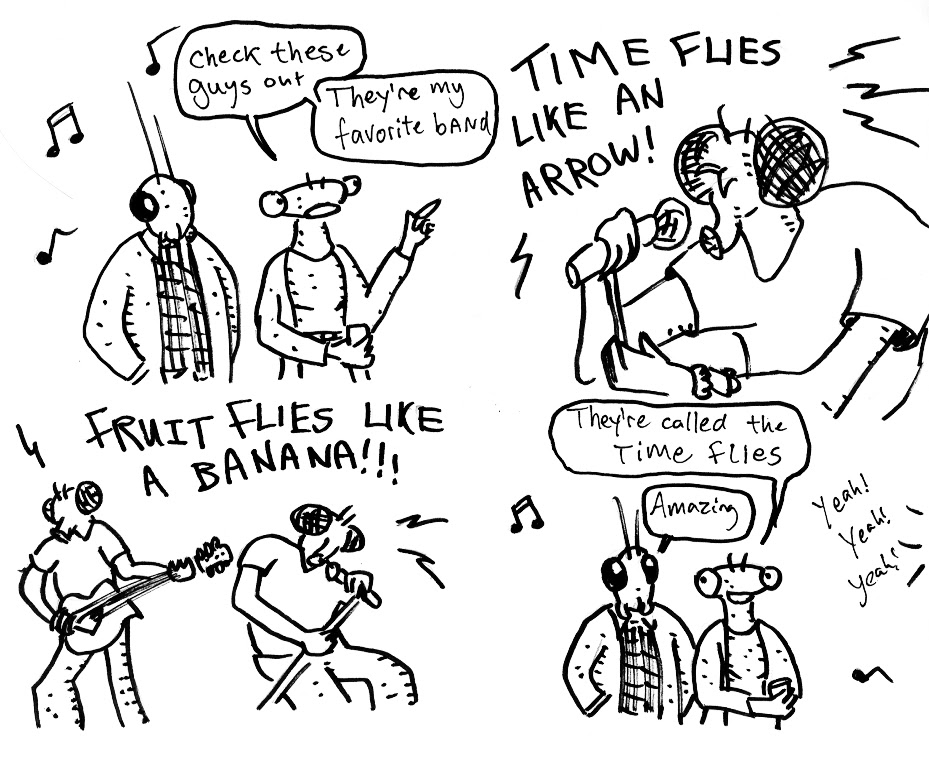 check these
guys out
They're my
favorite bAND
TIME FLIES
LIKE AN
ARROW!
FRUIT FLIES LIKE
A BANANA!!!
They're called the
TIME flIES
Amazing
Yeah!
Yeah!
yeah!